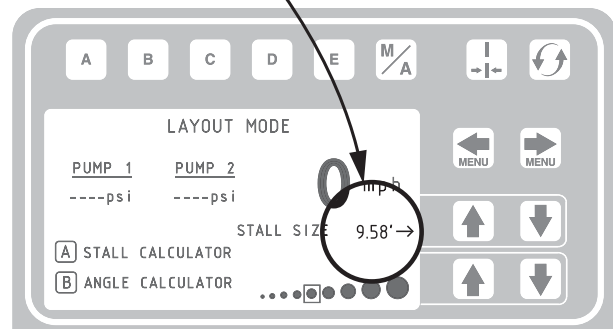 A B C D E M/A
LAYOUT MODE
MENU MENU
PUMP 1 PUMP 2
----psi ----psi 0 mph
STALL SIZE 9.58'→
A STALL CALCULATOR
B ANGLE CALCULATOR